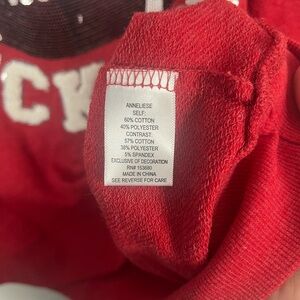 CK
ANNELIESE
SELF:
60% COTTON
40% POLYESTER
CONTRAST:
57% COTTON
38% POLYESTER
5% SPANDEX
EXCLUSIVE OF DECORATION
RN# 153680
MADE IN CHINA
SEE REVERSE FOR CARE